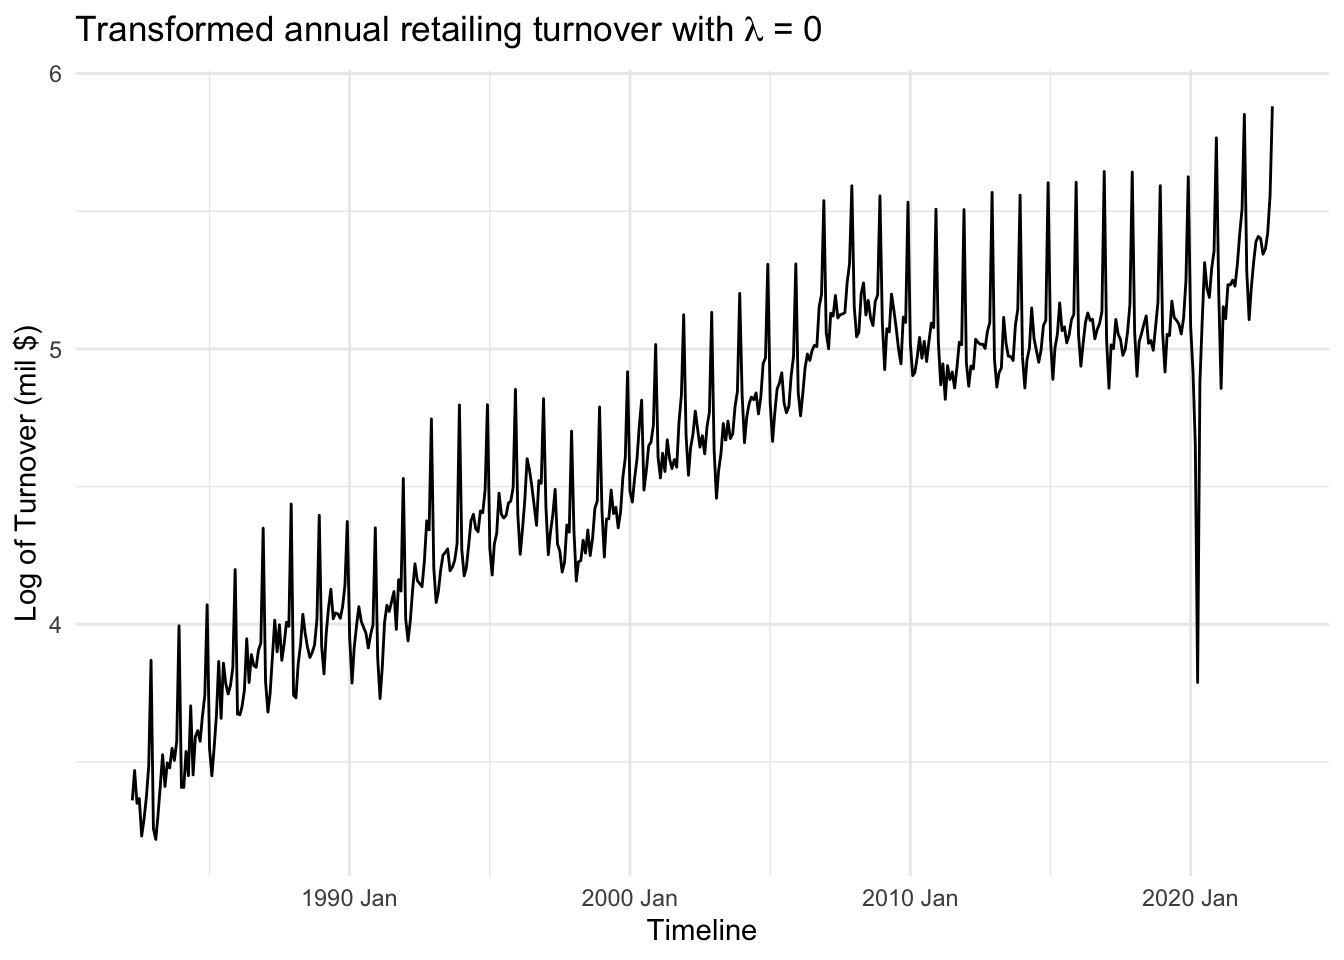 Transformed annual retailing turnover with λ = 0
6
5
4
Log of Turnover (mil $)
1990 Jan
2000 Jan
2010 Jan
2020 Jan
Timeline